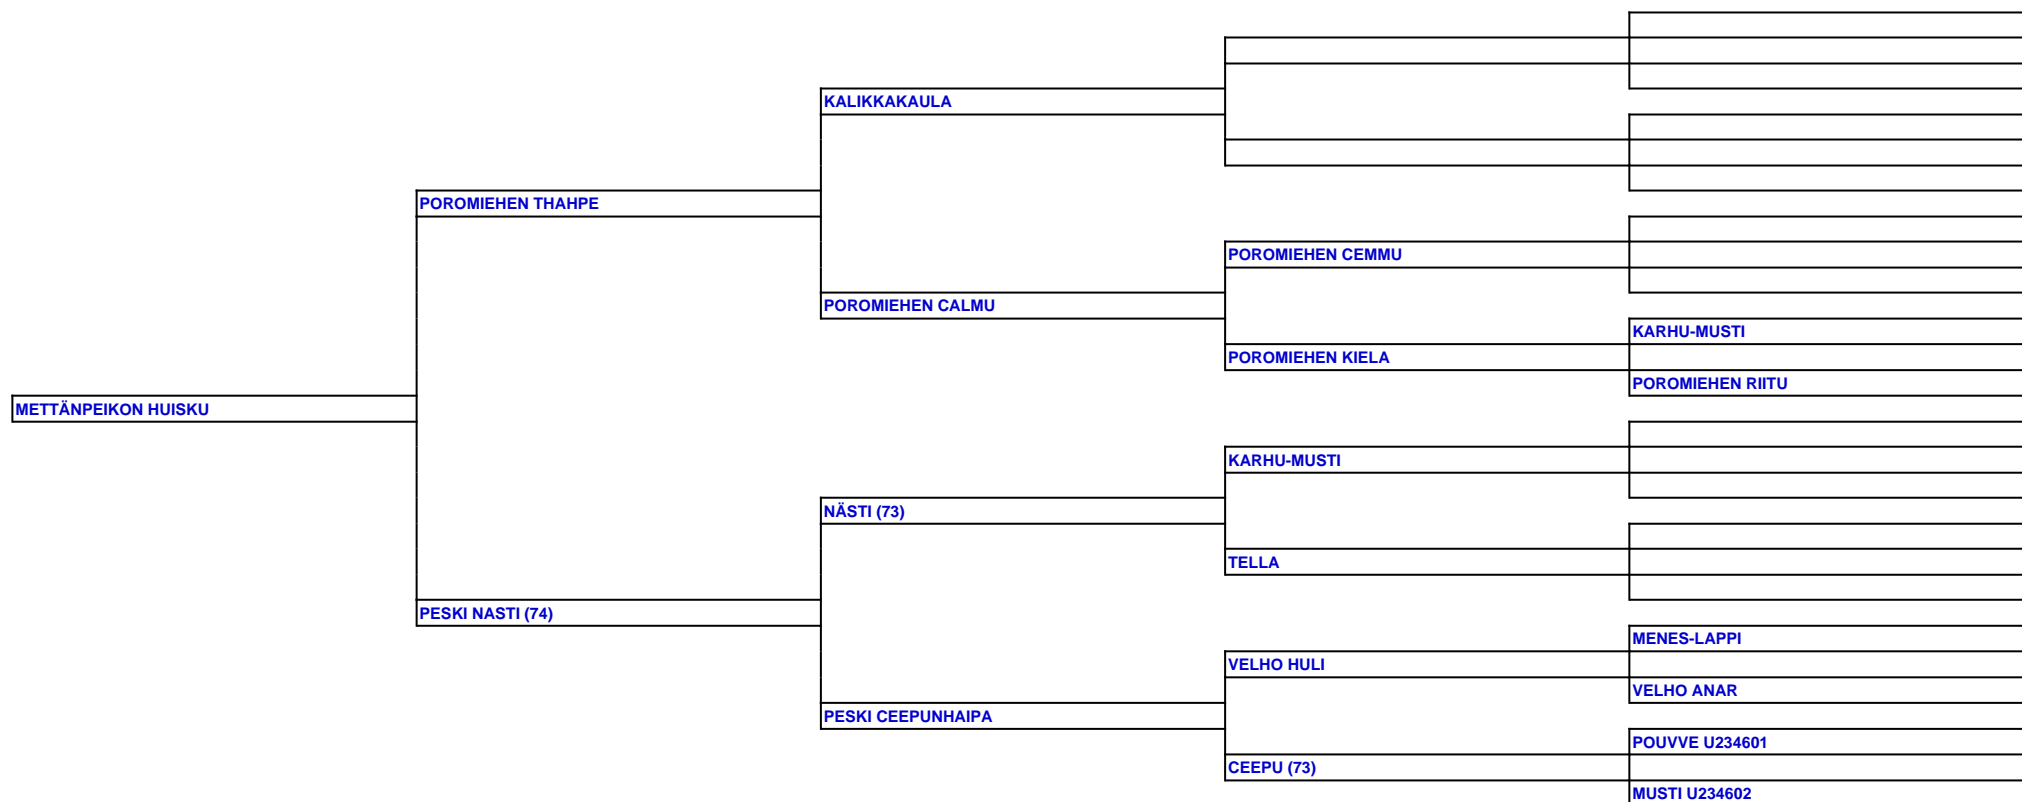 KALIKKAKAULA
POROMIEHEN THAHPE
POROMIEHEN CEMMU
POROMIEHEN CALMU
KARHU-MUSTI
POROMIEHEN KIELA
POROMIEHEN RIITU
METTÄNPEIKON HUISKU
KARHU-MUSTI
NÄSTI (73)
TELLA
PESKI NASTI (74)
MENES-LAPPI
VELHO HULI
VELHO ANAR
PESKI CEEPUNHAIPA
POUVVE U234601
CEEPU (73)
MUSTI U234602